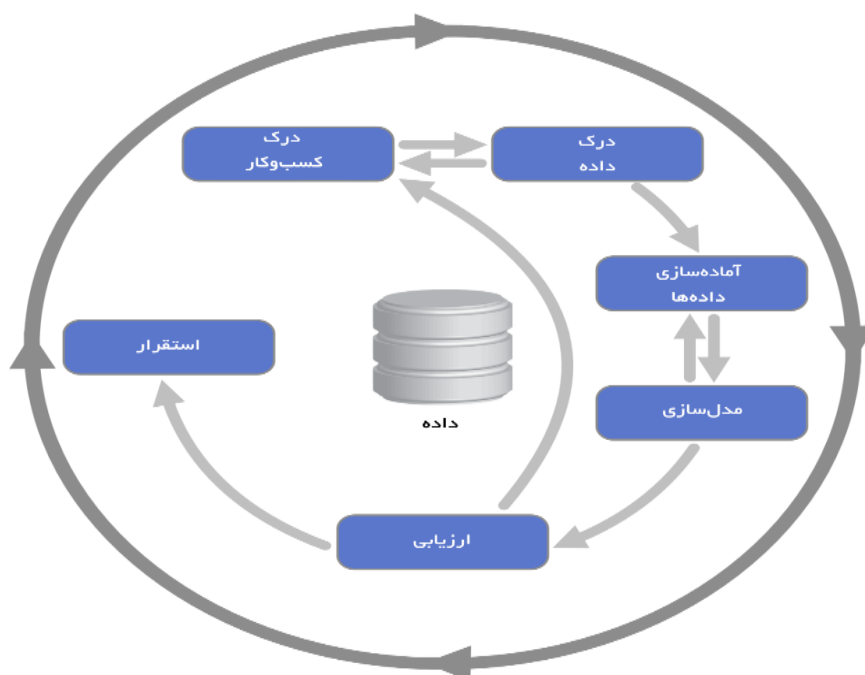 درک
کسب‌وکار
درک
داده
آماده‌سازی
داده‌ها
استقرار
مدل‌سازی
داده
ارزیابی